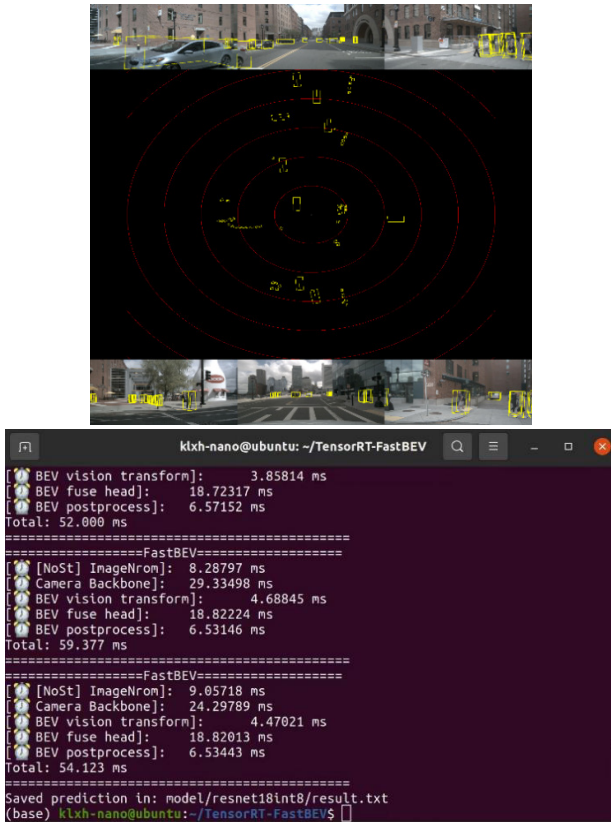 klxh-nano@ubuntu: ~/TensorRT-FastBEV
[⏰ BEV vision transform]: 3.85814 ms
[⏰ BEV fuse head]: 18.72317 ms
[⏰ BEV postprocess]: 6.57152 ms
Total: 52.000 ms
=============================================
==================FastBEV===================
[⏰ [NoSt] ImageNrom]: 8.28797 ms
[⏰ Camera Backbone]: 29.33498 ms
[⏰ BEV vision transform]: 4.68845 ms
[⏰ BEV fuse head]: 18.82224 ms
[⏰ BEV postprocess]: 6.53146 ms
Total: 59.377 ms
=============================================
==================FastBEV===================
[⏰ [NoSt] ImageNrom]: 9.05718 ms
[⏰ Camera Backbone]: 24.29789 ms
[⏰ BEV vision transform]: 4.47021 ms
[⏰ BEV fuse head]: 18.82013 ms
[⏰ BEV postprocess]: 6.53443 ms
Total: 54.123 ms
=============================================
Saved prediction in: model/resnet18int8/result.txt
(base) klxh-nano@ubuntu:~/TensorRT-FastBEV$